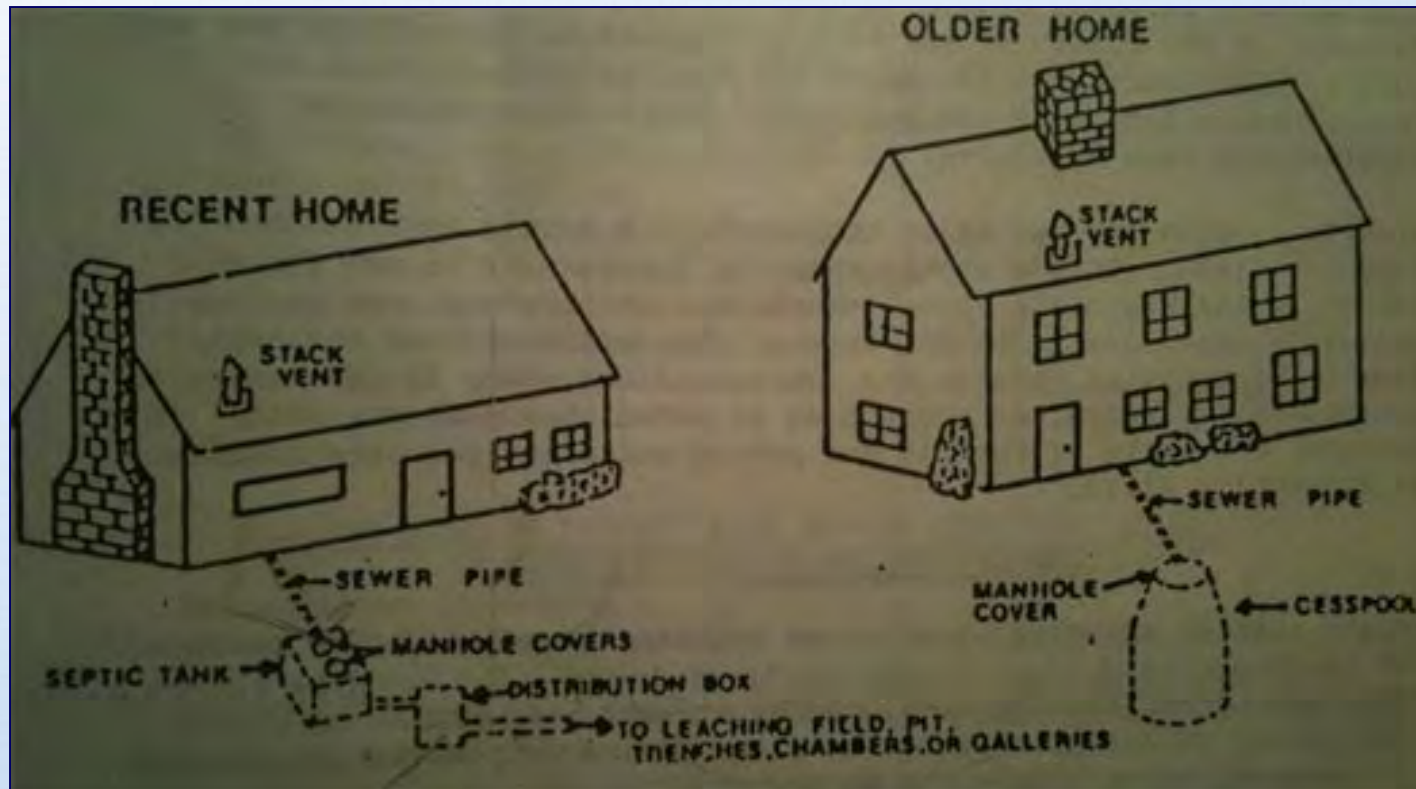 OLDER HOME
STACK
VENT
SEWER PIPE
MANHOLE
COVER
CESSPOOL
RECENT HOME
STACK
VENT
SEWER PIPE
MANHOLE COVERS
SEPTIC TANK
DISTRIBUTION BOX
TO LEACHING FIELD, PIT,
TRENCHES, CHAMBERS, OR GALLERIES